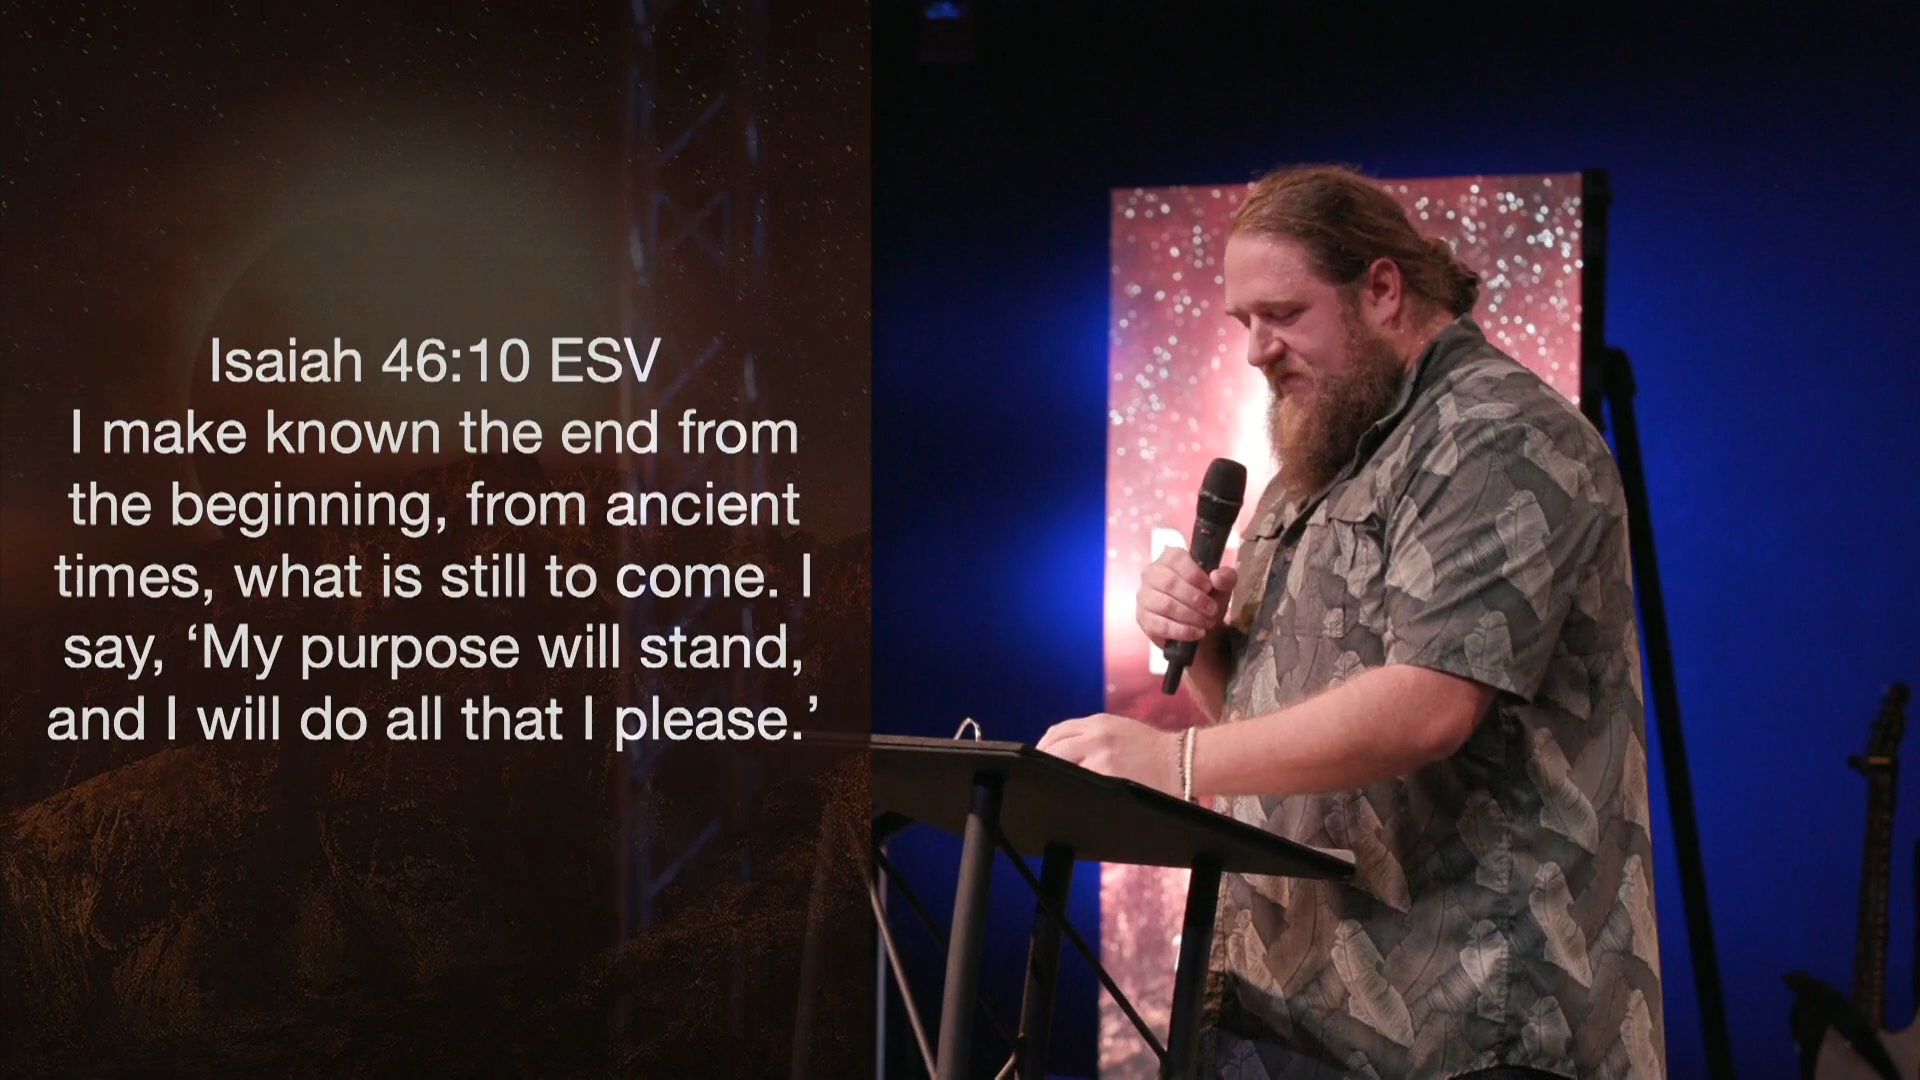 Isaiah 46:10 ESV
I make known the end from
the beginning, from ancient
times, what is still to come. I
say, ‘My purpose will stand,
and I will do all that I please.’